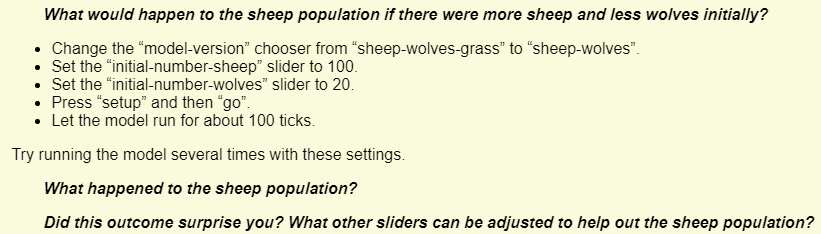 What would happen to the sheep population if there were more sheep and less wolves initially?
• Change the “model-version” chooser from “sheep-wolves-grass” to “sheep-wolves”.
• Set the “initial-number-sheep” slider to 100.
• Set the “initial-number-wolves” slider to 20.
• Press “setup” and then “go”.
• Let the model run for about 100 ticks.
Try running the model several times with these settings.
What happened to the sheep population?
Did this outcome surprise you? What other sliders can be adjusted to help out the sheep population?